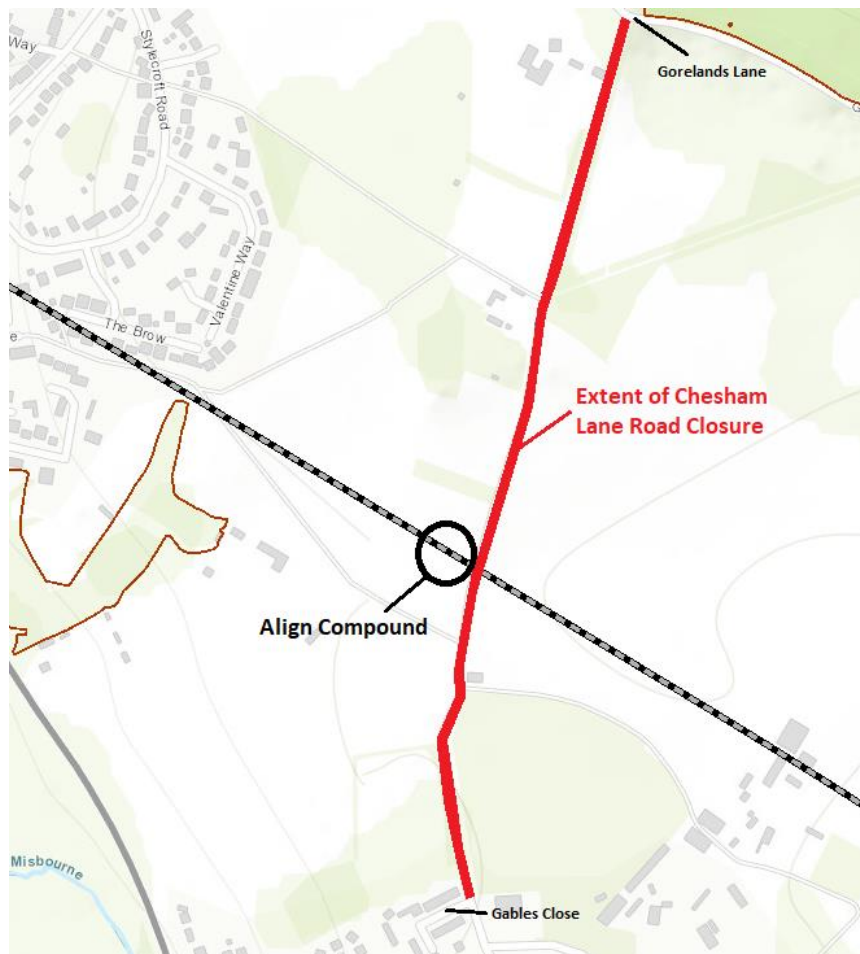 Way
Stylecroft Road
Gorelands Lane
G
Valentine Way
The Brow
e
Extent of Chesham
Lane Road Closure
Align Compound
Misbourne
Gables Close